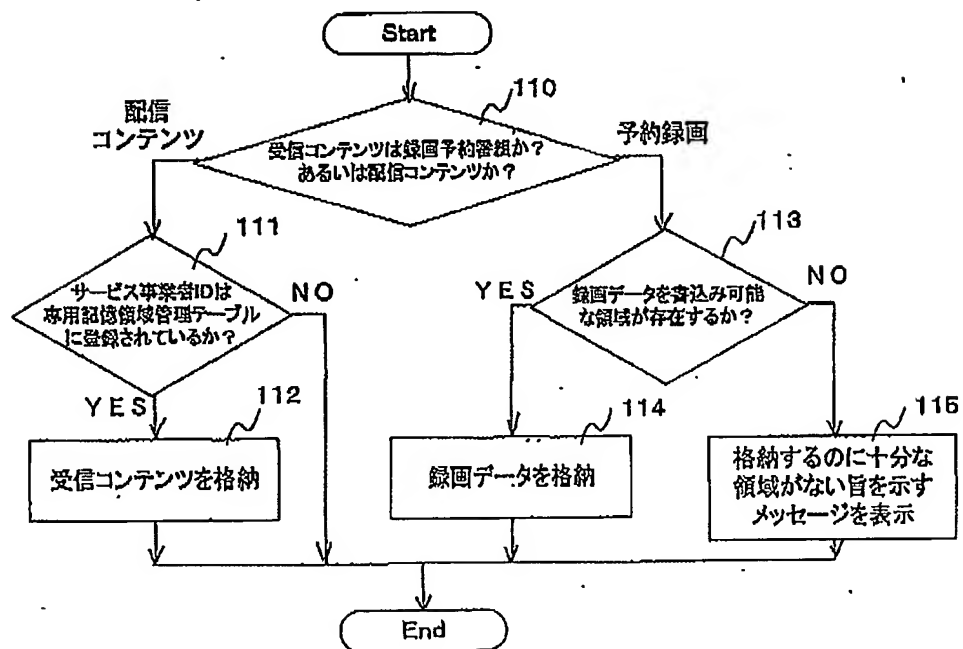 Start
110
配信
コンテンツ
予約録画
受信コンテンツは録画予約番組か？
あるいは配信コンテンツか？
111
サービス事業者IDは
専用記憶領域管理テーブル
に登録されているか？
NO
YES
113
録画データを書込み可能
な領域が存在するか？
YES
NO
112
受信コンテンツを格納
114
録画データを格納
115
格納するのに十分な
領域がない旨を示す
メッセージを表示
End